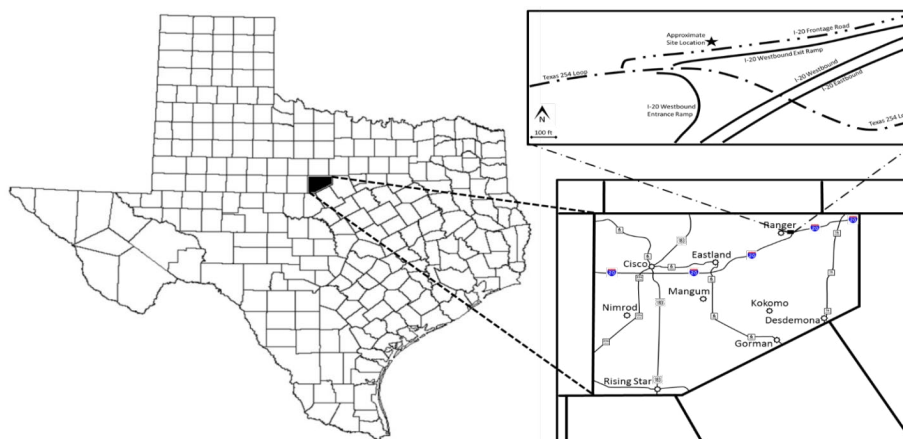 I-20 Frontage Road
Approximate
Site Location
I-20 Westbound Exit Ramp
Texas 254 Loop
I-20 Westbound
I-20 Eastbound
I-20 Westbound
Entrance Ramp
N
100 ft
Texas 254 Lo
Ranger
Eastland
Cisco
Mangum
Nimrod
Kokomo
Desdemona
Gorman
Rising Star